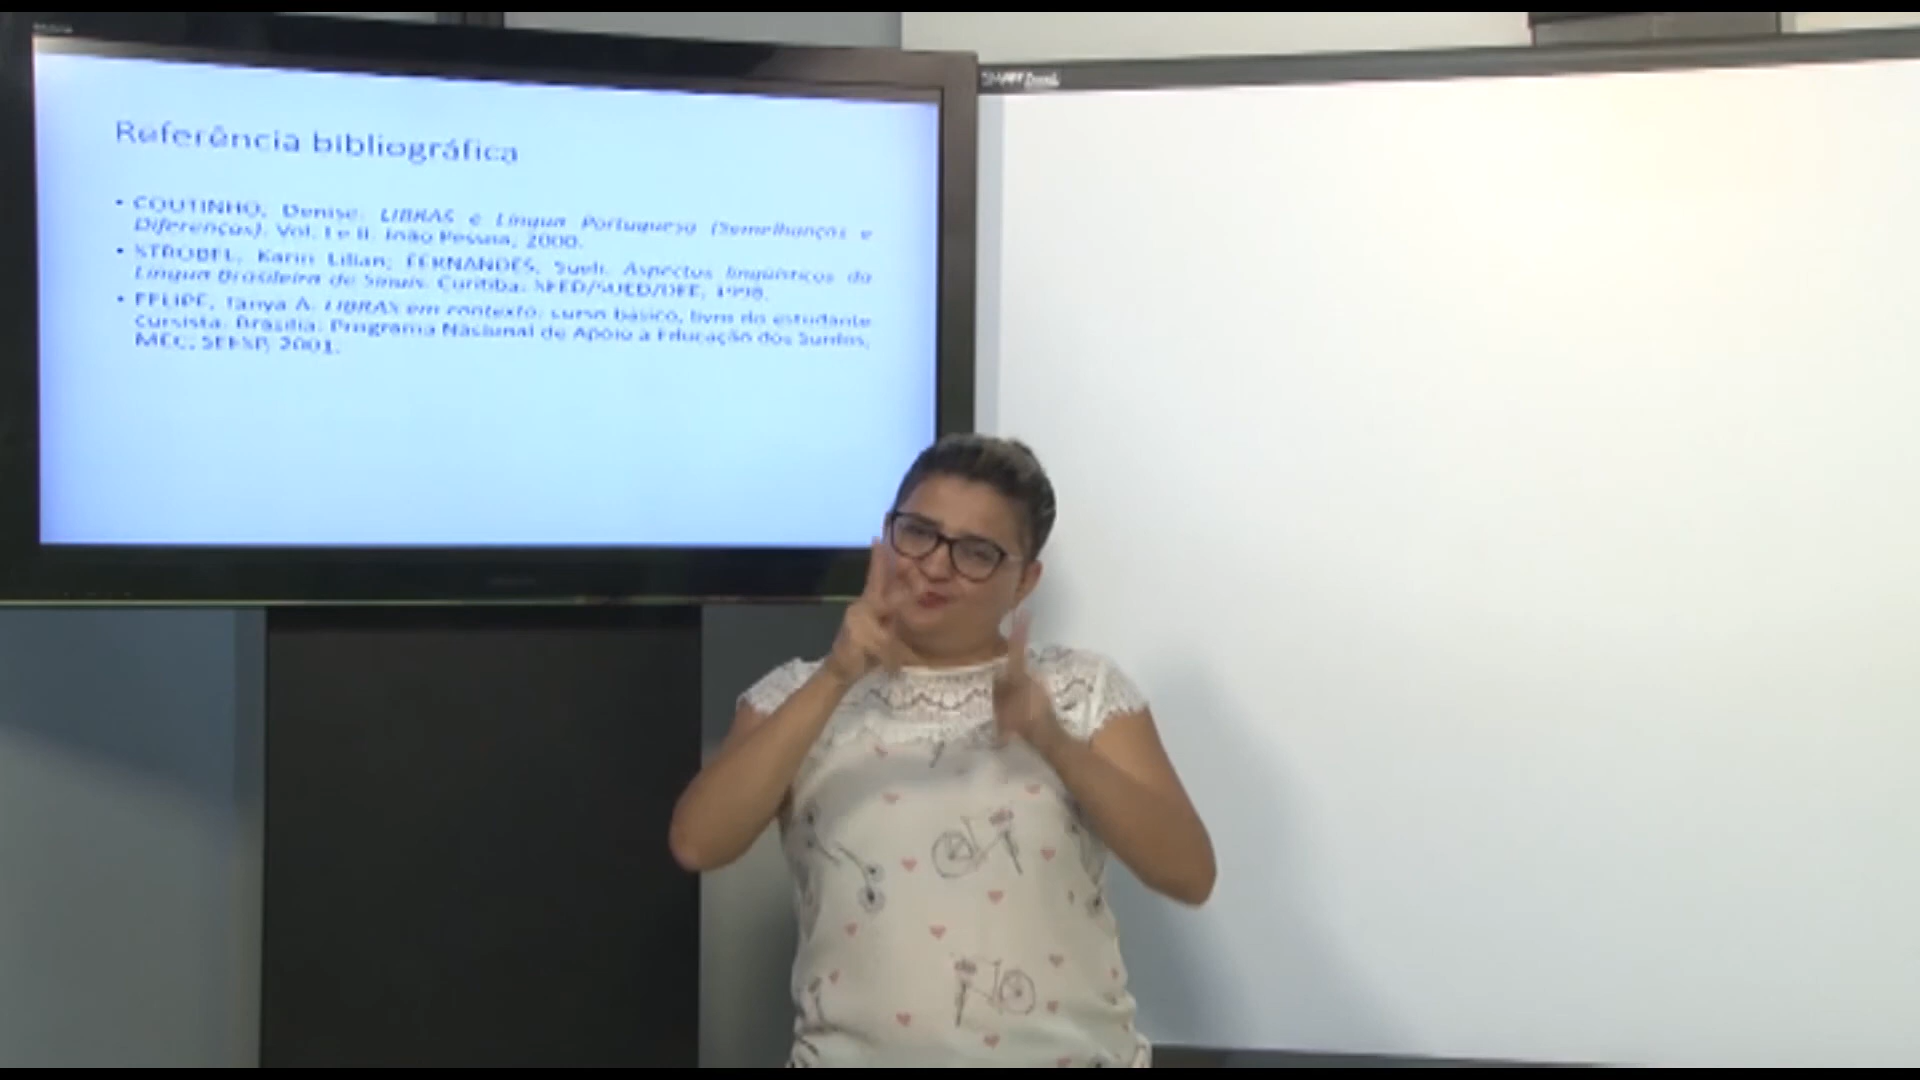 Referência bibliográfica
• COUTINHO, Denise. LIBRAS e Língua Portuguesa (Semelhanças e
Diferenças). Vol. I e II. João Pessoa, 2000.
• STROBEL, Karin Lilian; FERNANDES, Sueli. Aspectos linguísticos da
Língua Brasileira de Sinais. Curitiba: SEED/SUED/DEE, 1998.
• FELIPE, Tanya A. LIBRAS em contexto: curso básico, livro do estudante
Cursista. Brasília: Programa Nacional de Apoio à Educação dos Surdos,
MEC; SEESP, 2001.
SMART Board